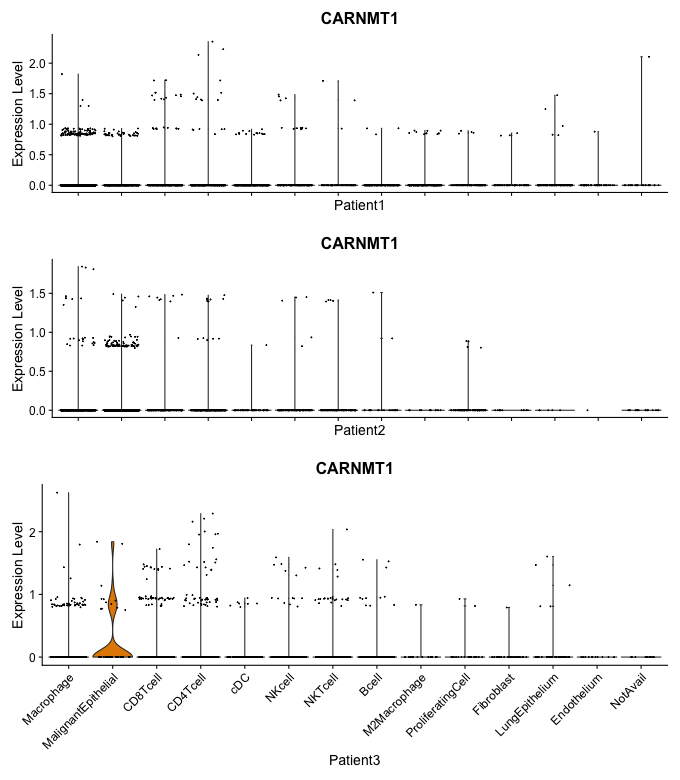 CARNMT1
Expression Level
2.0
1.5
1.0
0.5
0.0
Patient1
CARNMT1
Expression Level
1.5
1.0
0.5
0.0
Patient2
CARNMT1
Expression Level
2
1
0
Macrophage
MalignantEpithelial
CD8Tcell
CD4Tcell
cDC
NKcell
NKTcell
Bcell
M2Macrophage
ProliferatingCell
Fibroblast
LungEpithelium
Endothelium
NotAvail
Patient3